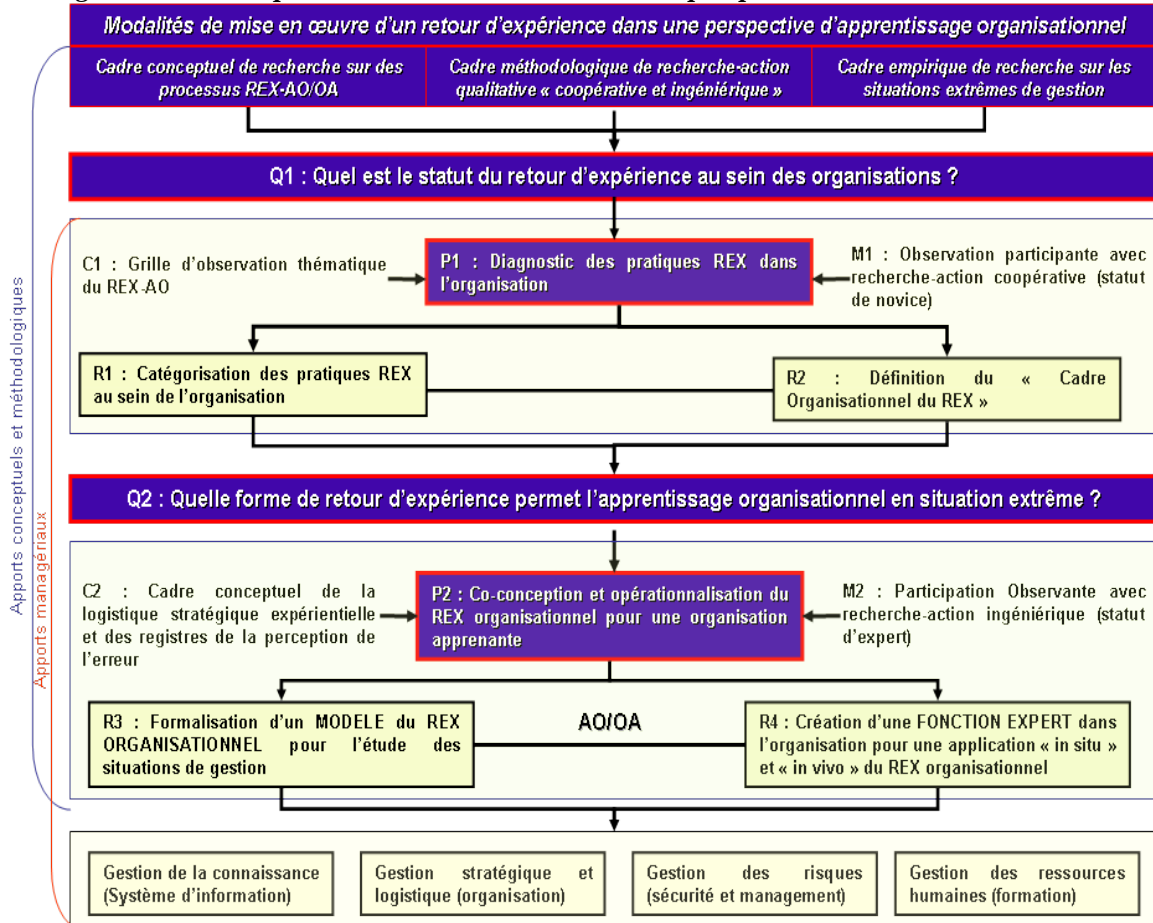 Modalités de mise en œuvre d'un retour d'expérience dans une perspective d'apprentissage organisationnel
Cadre conceptuel de recherche sur des
processus REX-AO/OA
Cadre méthodologique de recherche-action
qualitative « coopérative et ingéniérique »
Cadre empirique de recherche sur les
situations extrêmes de gestion
Q1 : Quel est le statut du retour d'expérience au sein des organisations ?
C1 : Grille d'observation thématique
du REX-AO
P1 : Diagnostic des pratiques REX dans
l'organisation
M1 : Observation participante avec
recherche-action coopérative (statut
de novice)
R1 : Catégorisation des pratiques REX
au sein de l'organisation
R2 : Définition du « Cadre
Organisationnel du REX »
Q2 : Quelle forme de retour d'expérience permet l'apprentissage organisationnel en situation extrême ?
C2 : Cadre conceptuel de la
logistique stratégique expérientielle
et des registres de la perception de
l'erreur
P2 : Co-conception et opérationnalisation du
REX organisationnel pour une organisation
apprenante
M2 : Participation Observante avec
recherche-action ingéniérique (statut
d'expert)
R3 : Formalisation d'un MODELE du REX
ORGANISATIONNEL pour l'étude des
situations de gestion
AO/OA
R4 : Création d'une FONCTION EXPERT dans
l'organisation pour une application « in situ »
et « in vivo » du REX organisationnel
Gestion de la connaissance
(Système d'information)
Gestion stratégique et
logistique (organisation)
Gestion des risques
(sécurité et management)
Gestion des ressources
humaines (formation)
Apports conceptuels et méthodologiques
Apports managériaux